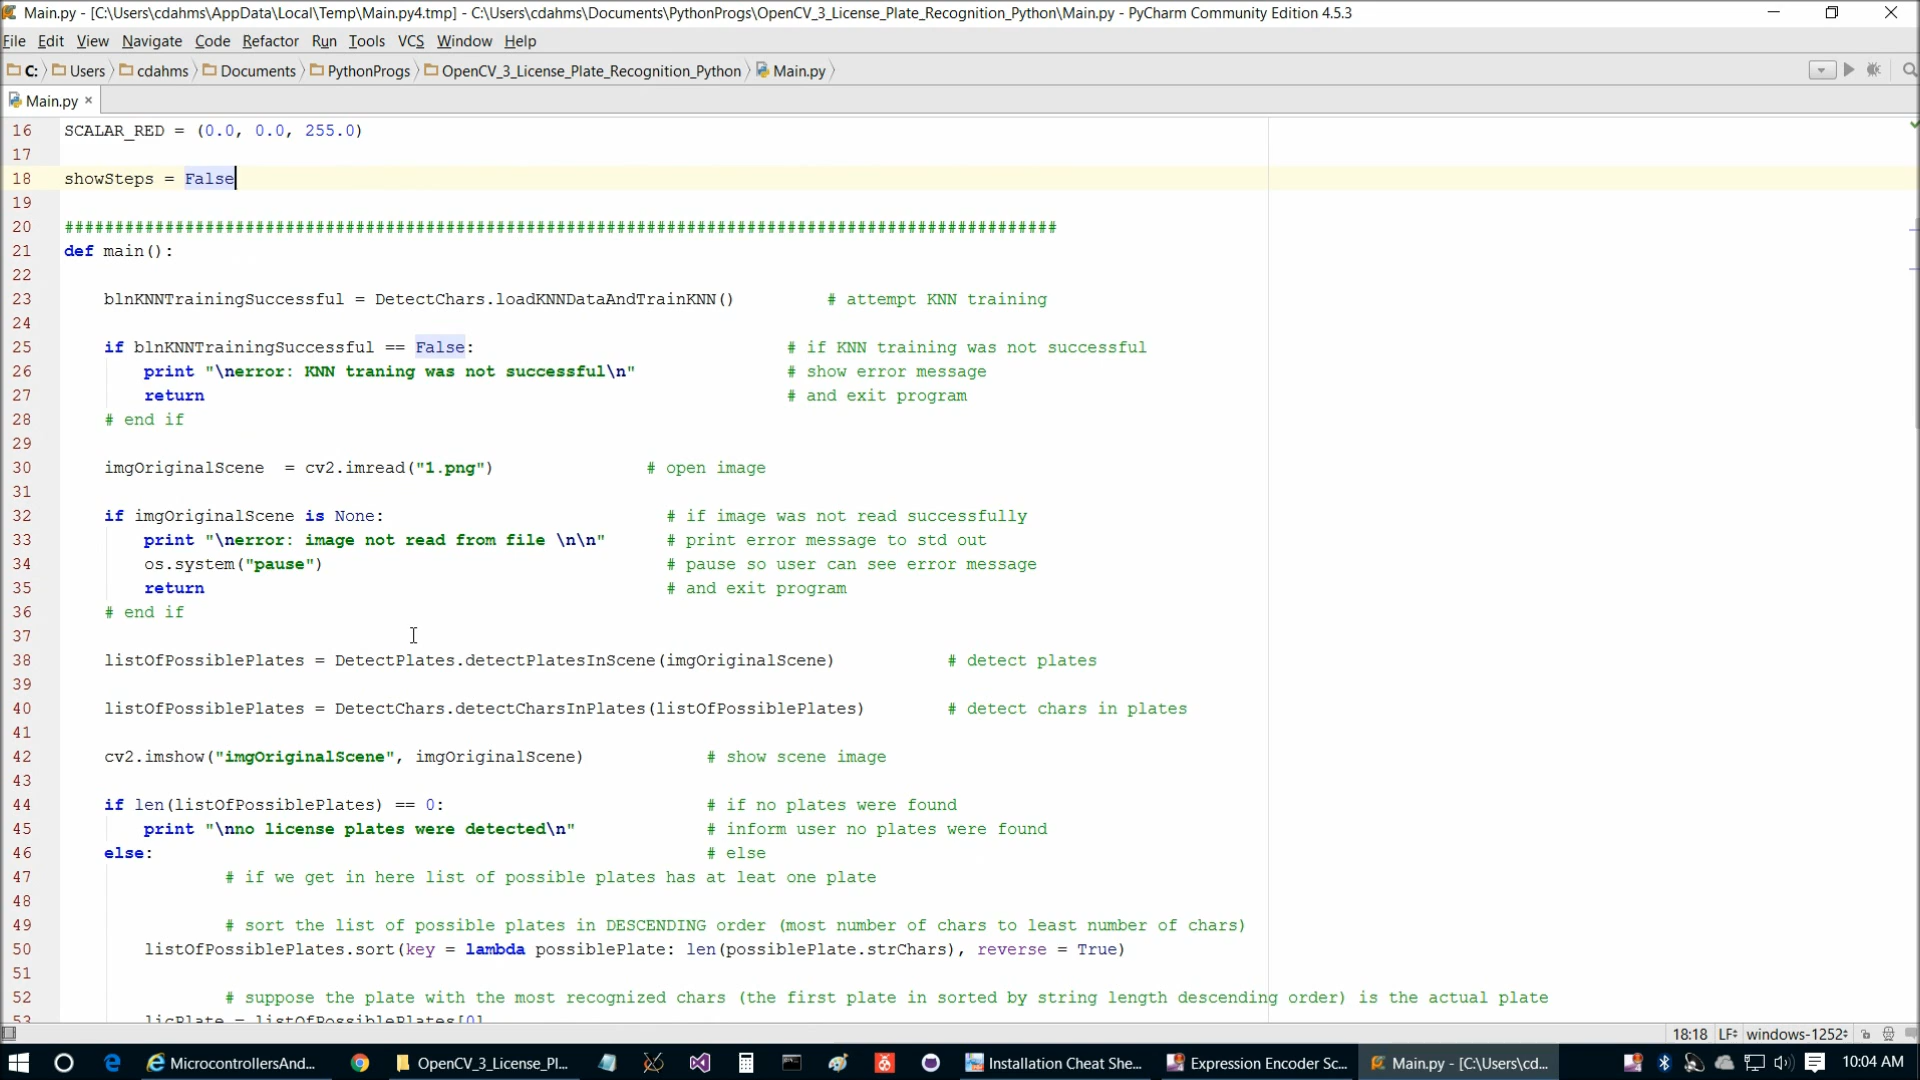 Main.py - [C:\Users\cdahms\AppData\Local\Temp\Main.py4.tmp] - C:\Users\cdahms\Documents\PythonProgs\OpenCV_3_License_Plate_Recognition_Python\Main.py - PyCharm Community Edition 4.5.3
File Edit View Navigate Code Refactor Run Tools VCS Window Help
C: Users cdahms Documents PythonProgs OpenCV_3_License_Plate_Recognition_Python Main.py
Main.py ×
16 SCALAR_RED = (0.0, 0.0, 255.0)
17
18 showSteps = False
19
20 ###################################################################################################
21 def main():
22
23 blnKNNTrainingSuccessful = DetectChars.loadKNNDataAndTrainKNN() # attempt KNN training
24
25 if blnKNNTrainingSuccessful == False: # if KNN training was not successful
26 print "\nerror: KNN traning was not successful\n" # show error message
27 return # and exit program
28 # end if
29
30 imgOriginalScene = cv2.imread("1.png") # open image
31
32 if imgOriginalScene is None: # if image was not read successfully
33 print "\nerror: image not read from file \n\n" # print error message to std out
34 os.system("pause") # pause so user can see error message
35 return # and exit program
36 # end if
37
38 listOfPossiblePlates = DetectPlates.detectPlatesInScene(imgOriginalScene) # detect plates
39
40 listOfPossiblePlates = DetectChars.detectCharsInPlates(listOfPossiblePlates) # detect chars in plates
41
42 cv2.imshow("imgOriginalScene", imgOriginalScene) # show scene image
43
44 if len(listOfPossiblePlates) == 0: # if no plates were found
45 print "\nno license plates were detected\n" # inform user no plates were found
46 else: # else
47 # if we get in here list of possible plates has at leat one plate
48
49 # sort the list of possible plates in DESCENDING order (most number of chars to least number of chars)
50 listOfPossiblePlates.sort(key = lambda possiblePlate: len(possiblePlate.strChars), reverse = True)
51
52 # suppose the plate with the most recognized chars (the first plate in sorted by string length descending order) is the actual plate
53 licPlate = listOfPossiblePlates[0]
18:18 LF windows-1252
MicrocontrollersAnd... OpenCV_3_License_Pl... Installation Cheat She... Expression Encoder Sc... Main.py - [C:\Users\cd... 10:04 AM